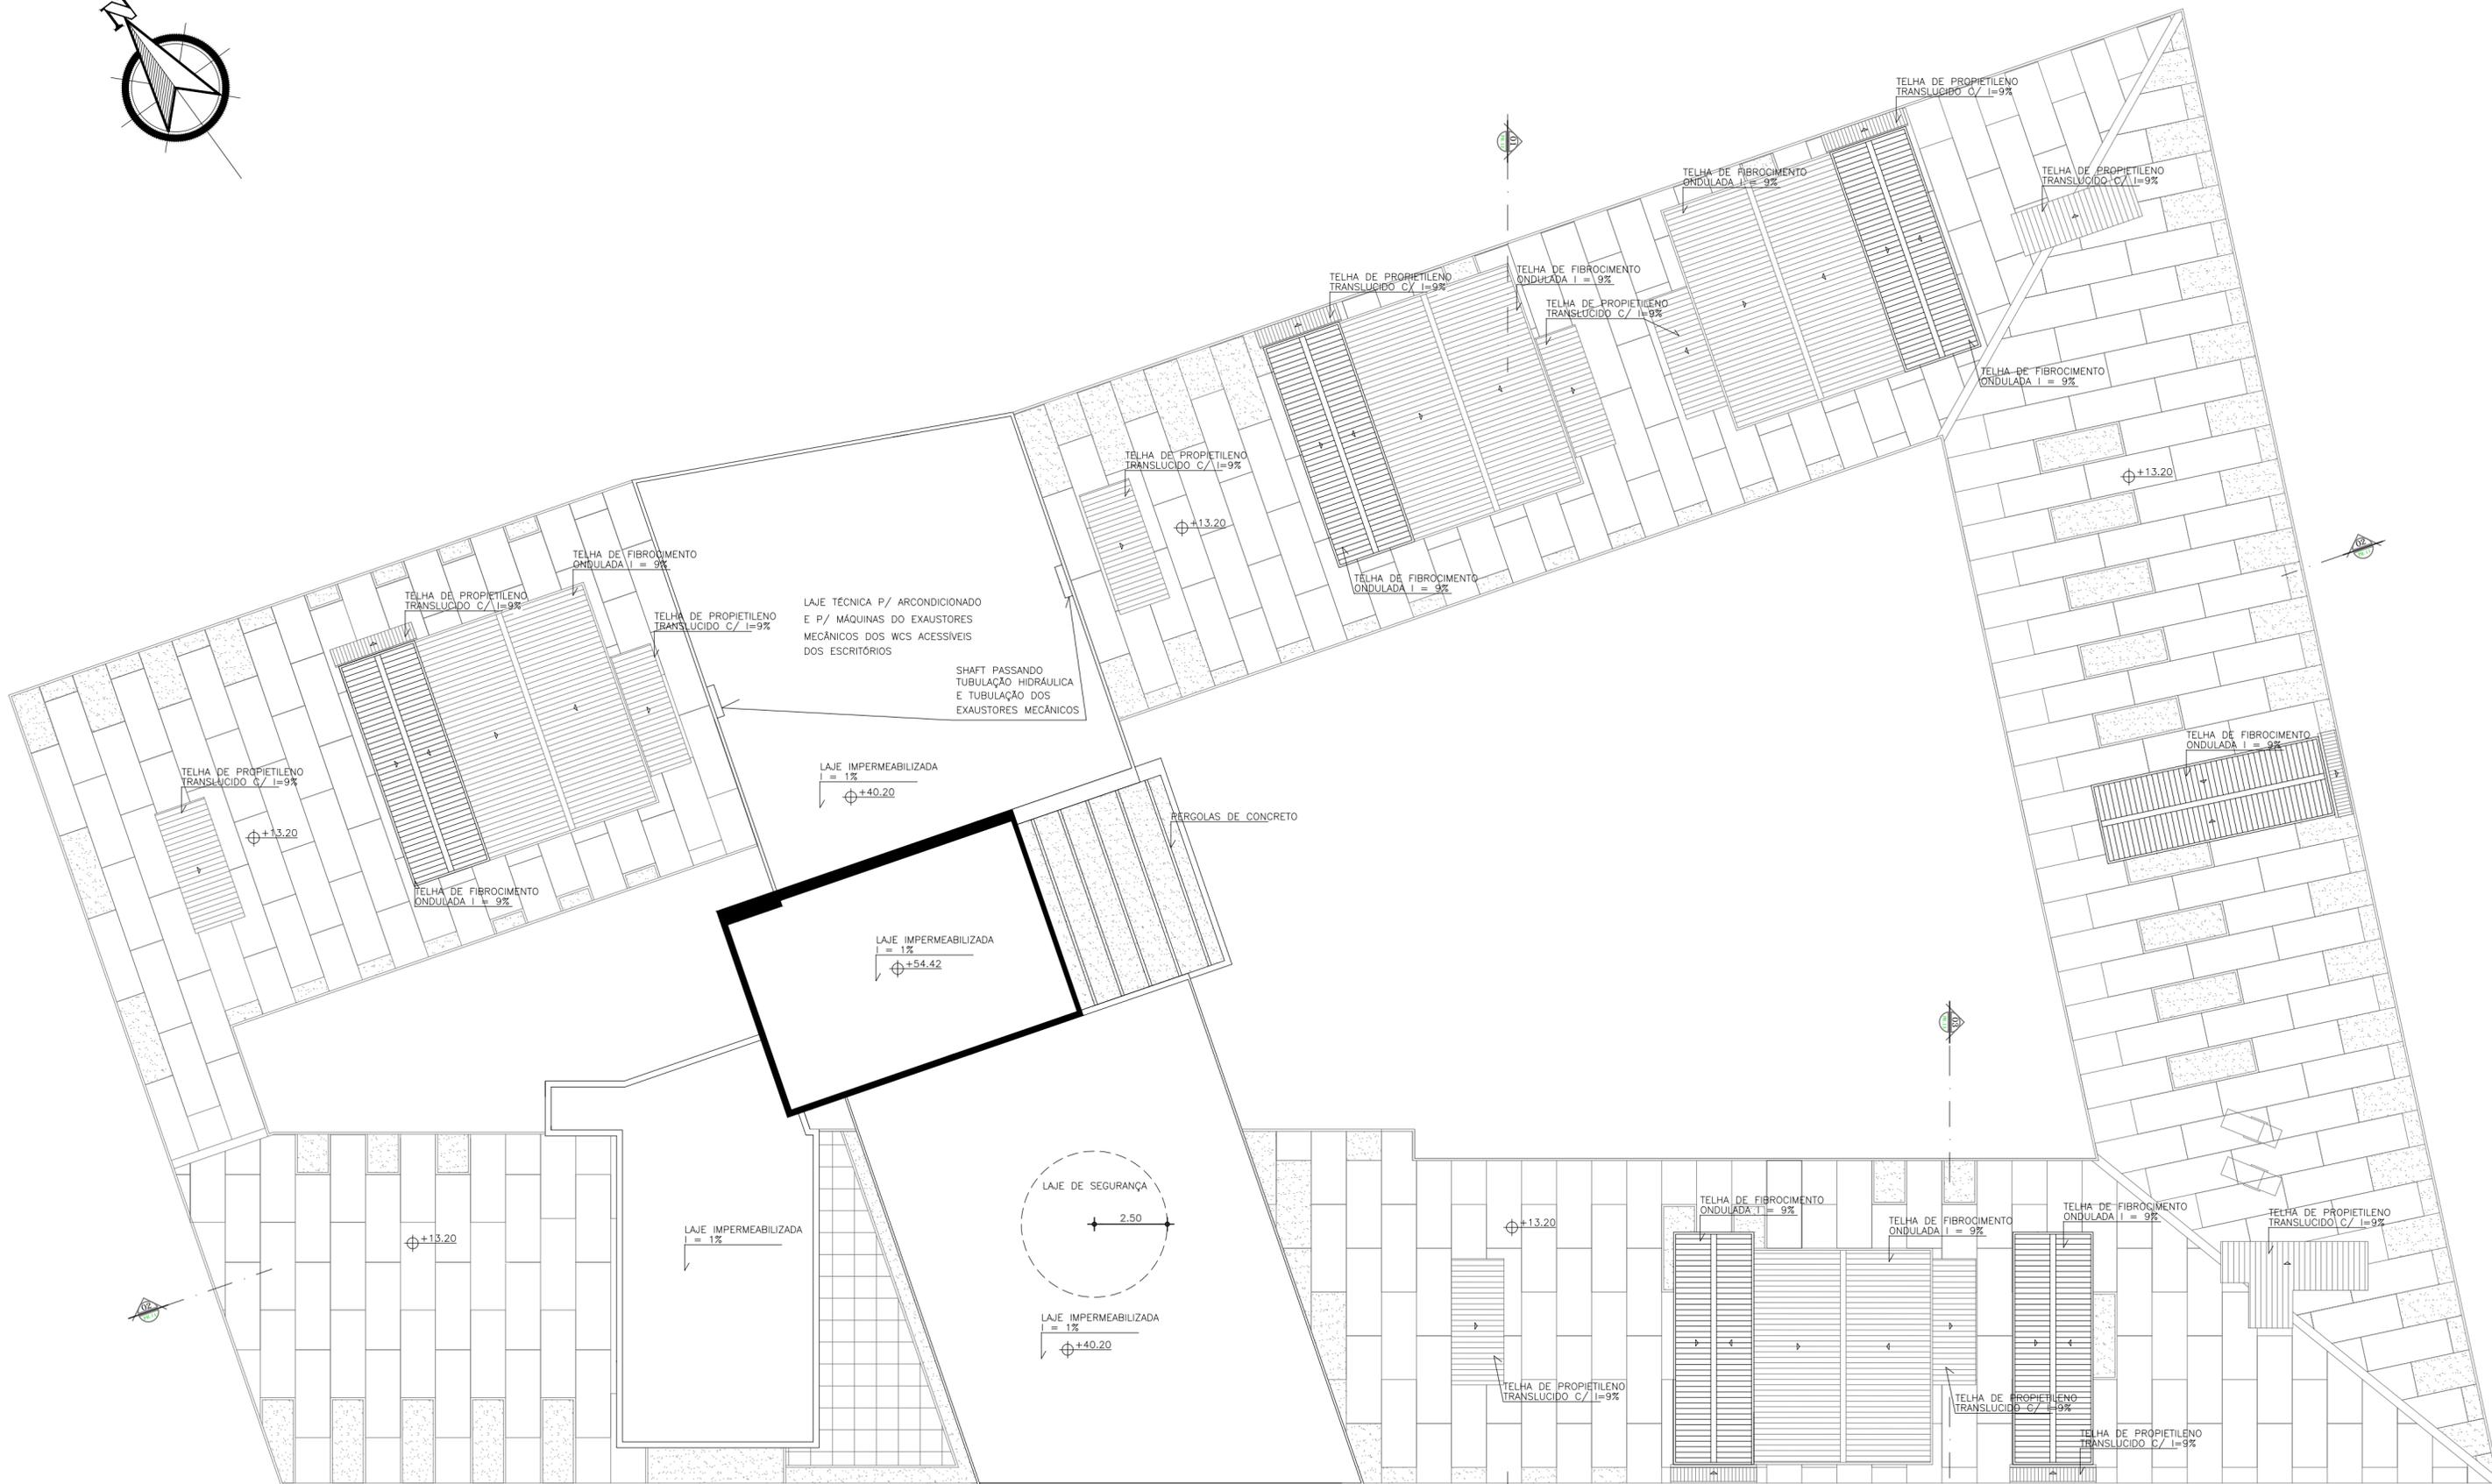 N
TELHA DE PROPIETILENO
TRANSLUCIDO C/ I=9%
01
TELHA DE FIBROCIMENTO
ONDULADA I = 9%
TELHA DE PROPIETILENO
TRANSLUCIDO C/ I=9%
TELHA DE PROPIETILENO
TRANSLUCIDO C/ I=9%
TELHA DE FIBROCIMENTO
ONDULADA I = 9%
TELHA DE PROPIETILENO
TRANSLUCIDO C/ I=9%
TELHA DE FIBROCIMENTO
ONDULADA I = 9%
TELHA DE PROPIETILENO
TRANSLUCIDO C/ I=9%
+13.20
+13.20
02
TELHA DE FIBROCIMENTO
ONDULADA I = 9%
TELHA DE FIBROCIMENTO
ONDULADA I = 9%
TELHA DE PROPIETILENO
TRANSLUCIDO C/ I=9%
TELHA DE PROPIETILENO
TRANSLUCIDO C/ I=9%
LAJE TÉCNICA P/ ARCONDICIONADO
E P/ MÁQUINAS DO EXAUSTORES
MECÂNICOS DOS WCS ACESSÍVEIS
DOS ESCRITÓRIOS
SHAFT PASSANDO
TUBULAÇÃO HIDRÁULICA
E TUBULAÇÃO DOS
EXAUSTORES MECÂNICOS
TELHA DE FIBROCIMENTO
ONDULADA I = 9%
TELHA DE PROPIETILENO
TRANSLUCIDO C/ I=9%
LAJE IMPERMEABILIZADA
I = 1%
+40.20
PERGOLAS DE CONCRETO
+13.20
TELHA DE FIBROCIMENTO
ONDULADA I = 9%
LAJE IMPERMEABILIZADA
I = 1%
+54.42
03
LAJE DE SEGURANÇA
2.50
TELHA DE FIBROCIMENTO
ONDULADA I = 9%
TELHA DE FIBROCIMENTO
ONDULADA I = 9%
TELHA DE FIBROCIMENTO
ONDULADA I = 9%
TELHA DE PROPIETILENO
TRANSLUCIDO C/ I=9%
+13.20
LAJE IMPERMEABILIZADA
I = 1%
+13.20
02
LAJE IMPERMEABILIZADA
I = 1%
+40.20
TELHA DE PROPIETILENO
TRANSLUCIDO C/ I=9%
TELHA DE PROPIETILENO
TRANSLUCIDO C/ I=9%
TELHA DE PROPIETILENO
TRANSLUCIDO C/ I=9%